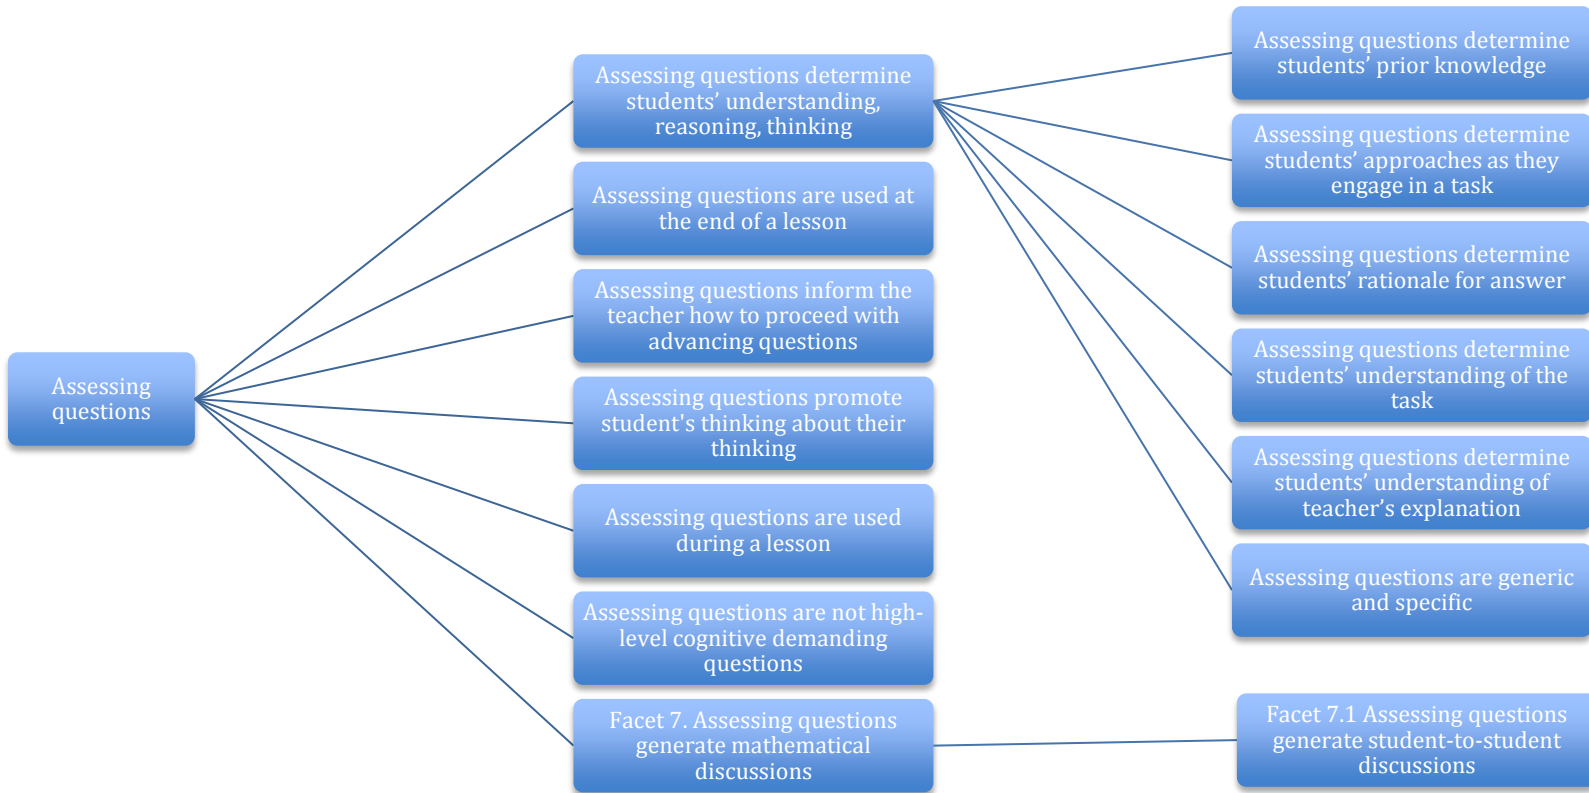 Assessing
questions
Assessing questions determine
students’ understanding,
reasoning, thinking
Assessing questions are used at
the end of a lesson
Assessing questions inform the
teacher how to proceed with
advancing questions
Assessing questions promote
student's thinking about their
thinking
Assessing questions are used
during a lesson
Assessing questions are not high-
level cognitive demanding
questions
Facet 7. Assessing questions
generate mathematical
discussions
Assessing questions determine
students’ prior knowledge
Assessing questions determine
students’ approaches as they
engage in a task
Assessing questions determine
students’ rationale for answer
Assessing questions determine
students’ understanding of the
task
Assessing questions determine
students’ understanding of
teacher’s explanation
Assessing questions are generic
and specific
Facet 7.1 Assessing questions
generate student-to-student
discussions